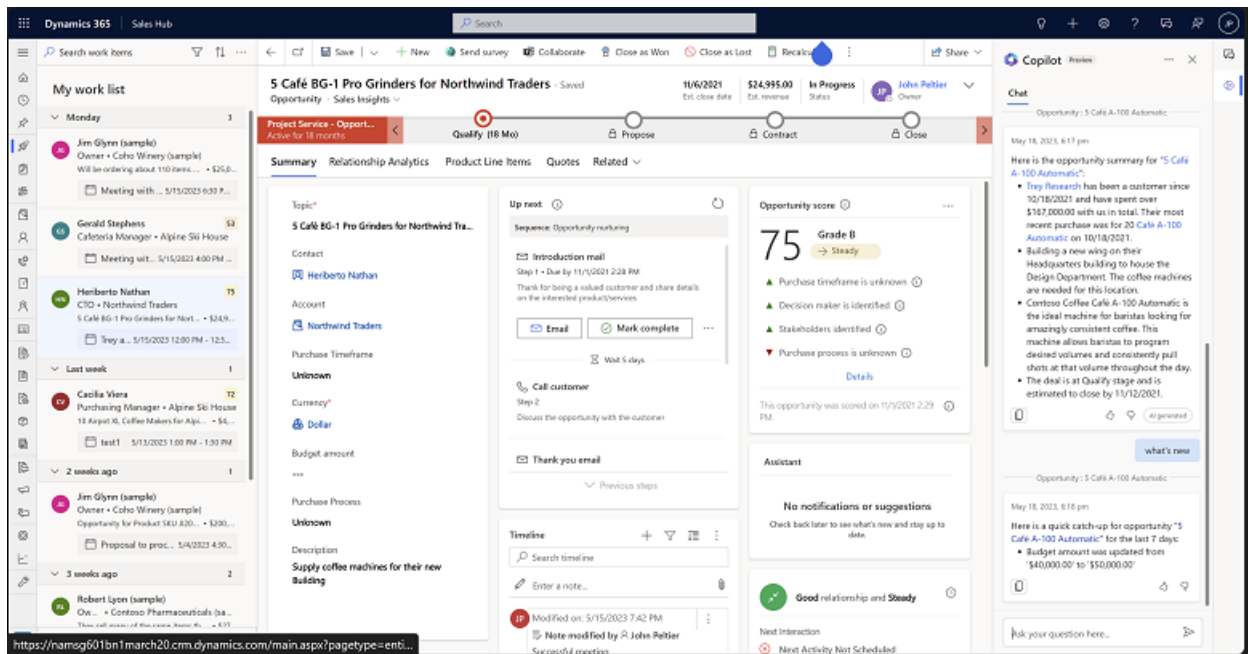 Dynamics 365
Sales Hub
Search
Search work items
Save
New
Send survey
Collaborate
Close as Won
Close as Lost
Recalcu
Share
My work list
Monday 3
Jim Glynn (sample)
Owner • Coho Winery (sample)
Will be ordering about 110 items... • $25,0...
Meeting with ... 5/15/2023 6:30 P...
Gerald Stephens 53
Cafeteria Manager • Alpine Ski House
Meeting wit... 5/15/2023 4:00 PM ...
Heriberto Nathan 75
CTO • Northwind Traders
5 Café BG-1 Pro Grinders for Nort... • $24,9...
Trey a... 5/15/2023 12:00 PM - 12:3...
Last week 1
Cacilia Viera 72
Purchasing Manager • Alpine Ski House
10 Airpot XL Coffee Makers for Alpi... • $4,...
test1 5/13/2023 1:00 PM - 1:30 PM
2 weeks ago 1
Jim Glynn (sample)
Owner • Coho Winery (sample)
Opportunity for Product SKU JJ20... • $200,...
Proposal to proc... 5/4/2023 4:30...
3 weeks ago 2
Robert Lyon (sample)
Ow... • Contoso Pharmaceuticals (sa...
https://namsg601bn1march20.crm.dynamics.com/main.aspx?pagetype=enti...
5 Café BG-1 Pro Grinders for Northwind Traders - Saved
Opportunity · Sales Insights
11/6/2021
Est. close date
$24,995.00
Est. revenue
In Progress
Status
JP
John Peltier
Owner
Project Service - Opport...
Active for 18 months
Qualify (18 Mo)
Propose
Contract
Close
Summary
Relationship Analytics
Product Line Items
Quotes
Related
Topic*
5 Café BG-1 Pro Grinders for Northwind Tra...
Contact
Heriberto Nathan
Account
Northwind Traders
Purchase Timeframe
Unknown
Currency*
Dollar
Budget amount
---
Purchase Process
Unknown
Description
Supply coffee machines for their new
Building
Up next
Sequence: Opportunity nurturing
Introduction mail
Step 1 • Due by 11/1/2021 2:28 PM
Thank for being a valued customer and share details
on the interested product/services
Email
Mark complete
Wait 5 days
Call customer
Step 2
Discuss the opportunity with the customer
Thank you email
Previous steps
Timeline
Search timeline
Enter a note...
JP
Modified on: 5/15/2023 7:42 PM
Note modified by John Peltier
Successful meeting
Opportunity score
75
Grade B
Steady
Purchase timeframe is unknown
Decision maker is identified
Stakeholders identified
Purchase process is unknown
Details
This opportunity was scored on 11/1/2021 2:29
PM.
Assistant
No notifications or suggestions
Check back later to see what's new and stay up to
date.
Good relationship and Steady
Next Interaction
Next Activity Not Scheduled
Copilot Preview
Chat
Opportunity : 5 Café A-100 Automatic
May 18, 2023, 6:17 pm
Here is the opportunity summary for "5 Café
A-100 Automatic":
• Trey Research has been a customer since
10/18/2021 and have spent over
$167,000.00 with us in total. Their most
recent purchase was for 20 Café A-100
Automatic on 10/18/2021.
• Building a new wing on their
Headquarters building to house the
Design Department. The coffee machines
are needed for this location.
• Contoso Coffee Café A-100 Automatic is
the ideal machine for baristas looking for
amazingly consistent coffee. This
machine allows baristas to program
desired volumes and consistently pull
shots at that volume throughout the day.
• The deal is at Qualify stage and is
estimated to close by 11/12/2021.
AI generated
what's new
Opportunity : 5 Café A-100 Automatic
May 18, 2023, 6:18 pm
Here is a quick catch-up for opportunity "5
Café A-100 Automatic" for the last 7 days:
• Budget amount was updated from
'$40,000.00' to '$50,000.00'
Ask your question here...